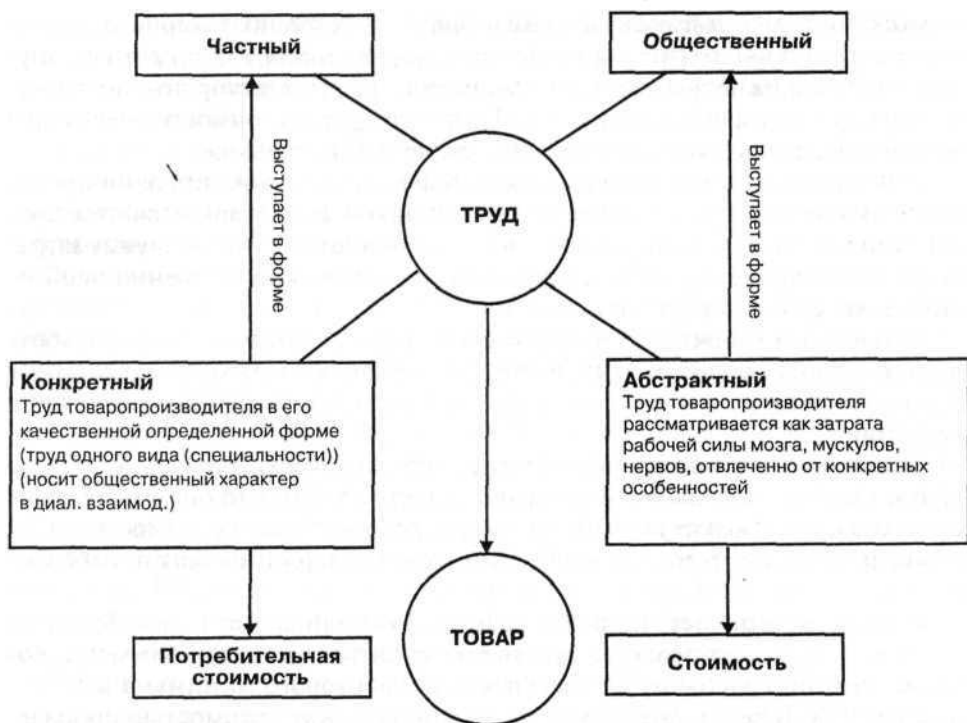 Частный
Общественный
Выступает в форме
Выступает в форме
ТРУД
Конкретный
Труд товаропроизводителя в его
качественной определенной форме
(труд одного вида (специальности))
(носит общественный характер
в диал. взаимод.)
Абстрактный
Труд товаропроизводителя
рассматривается как затрата
рабочей силы мозга, мускулов,
нервов, отвлеченно от конкретных
особенностей
ТОВАР
Потребительная
стоимость
Стоимость